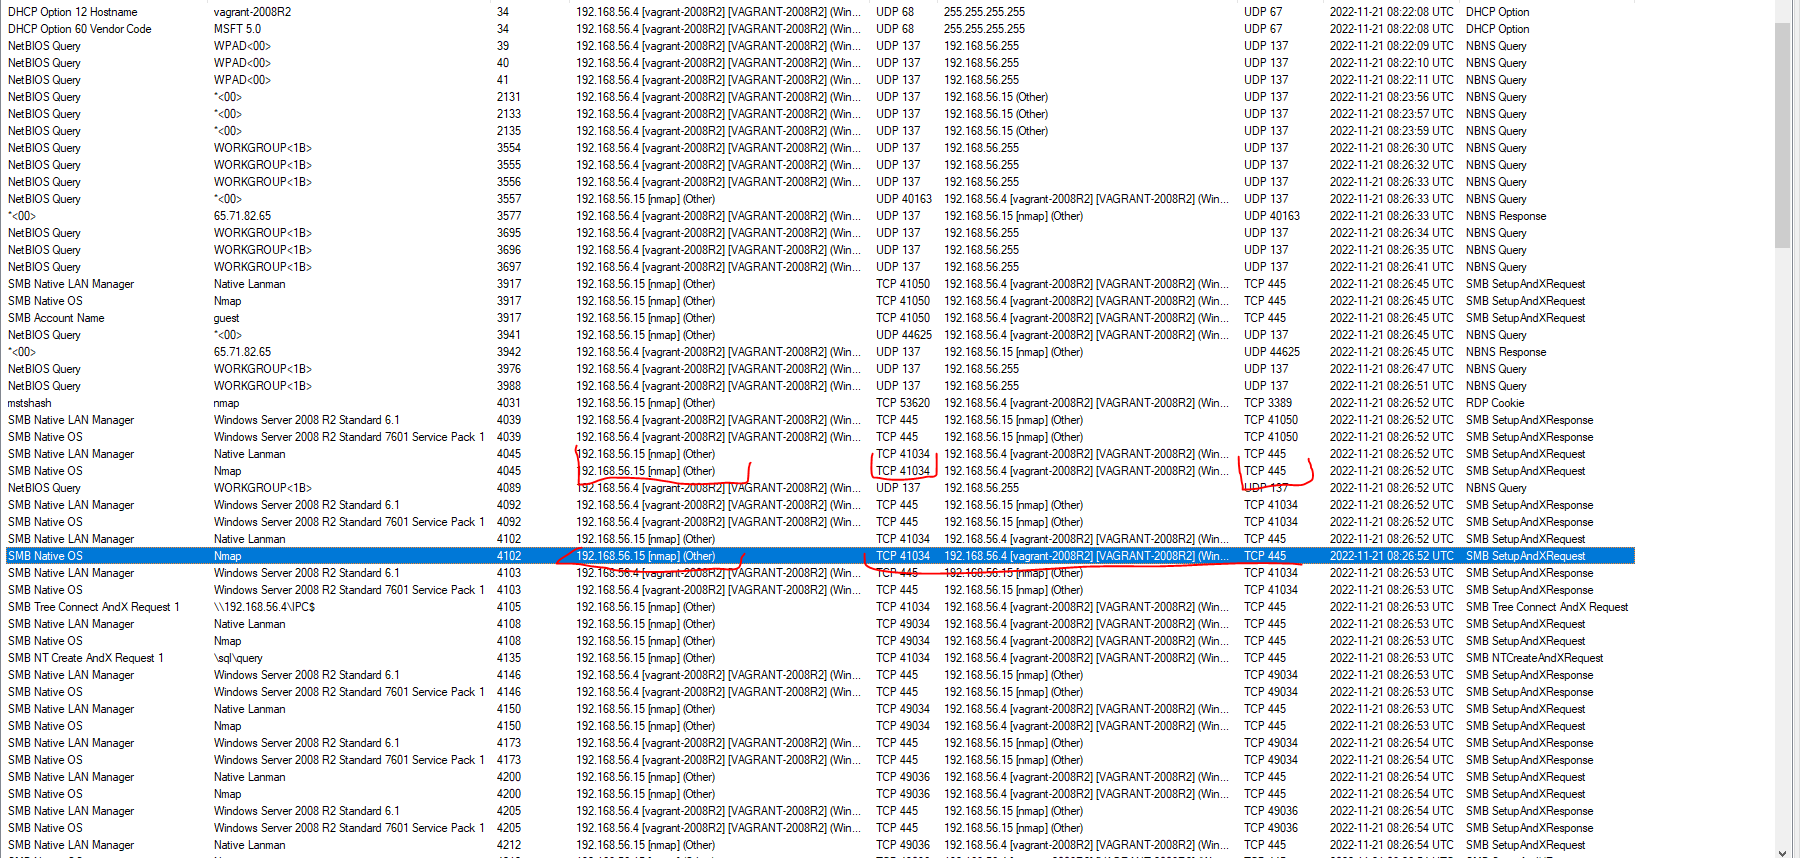 DHCP Option 12 Hostname vagrant-2008R2 34 192.168.56.4 [vagrant-2008R2] [VAGRANT-2008R2] (Win... UDP 68 255.255.255.255 UDP 67 2022-11-21 08:22:08 UTC DHCP Option
DHCP Option 60 Vendor Code MSFT 5.0 34 192.168.56.4 [vagrant-2008R2] [VAGRANT-2008R2] (Win... UDP 68 255.255.255.255 UDP 67 2022-11-21 08:22:08 UTC DHCP Option
NetBIOS Query WPAD<00> 39 192.168.56.4 [vagrant-2008R2] [VAGRANT-2008R2] (Win... UDP 137 192.168.56.255 UDP 137 2022-11-21 08:22:09 UTC NBNS Query
NetBIOS Query WPAD<00> 40 192.168.56.4 [vagrant-2008R2] [VAGRANT-2008R2] (Win... UDP 137 192.168.56.255 UDP 137 2022-11-21 08:22:10 UTC NBNS Query
NetBIOS Query WPAD<00> 41 192.168.56.4 [vagrant-2008R2] [VAGRANT-2008R2] (Win... UDP 137 192.168.56.255 UDP 137 2022-11-21 08:22:11 UTC NBNS Query
NetBIOS Query *<00> 2131 192.168.56.4 [vagrant-2008R2] [VAGRANT-2008R2] (Win... UDP 137 192.168.56.15 (Other) UDP 137 2022-11-21 08:23:56 UTC NBNS Query
NetBIOS Query *<00> 2133 192.168.56.4 [vagrant-2008R2] [VAGRANT-2008R2] (Win... UDP 137 192.168.56.15 (Other) UDP 137 2022-11-21 08:23:57 UTC NBNS Query
NetBIOS Query *<00> 2135 192.168.56.4 [vagrant-2008R2] [VAGRANT-2008R2] (Win... UDP 137 192.168.56.15 (Other) UDP 137 2022-11-21 08:23:59 UTC NBNS Query
NetBIOS Query WORKGROUP<1B> 3554 192.168.56.4 [vagrant-2008R2] [VAGRANT-2008R2] (Win... UDP 137 192.168.56.255 UDP 137 2022-11-21 08:26:30 UTC NBNS Query
NetBIOS Query WORKGROUP<1B> 3555 192.168.56.4 [vagrant-2008R2] [VAGRANT-2008R2] (Win... UDP 137 192.168.56.255 UDP 137 2022-11-21 08:26:32 UTC NBNS Query
NetBIOS Query WORKGROUP<1B> 3556 192.168.56.4 [vagrant-2008R2] [VAGRANT-2008R2] (Win... UDP 137 192.168.56.255 UDP 137 2022-11-21 08:26:33 UTC NBNS Query
NetBIOS Query *<00> 3557 192.168.56.15 [nmap] (Other) UDP 40163 192.168.56.4 [vagrant-2008R2] [VAGRANT-2008R2] (Win... UDP 137 2022-11-21 08:26:33 UTC NBNS Query
*<00> 65.71.82.65 3577 192.168.56.4 [vagrant-2008R2] [VAGRANT-2008R2] (Win... UDP 137 192.168.56.15 [nmap] (Other) UDP 40163 2022-11-21 08:26:33 UTC NBNS Response
NetBIOS Query WORKGROUP<1B> 3695 192.168.56.4 [vagrant-2008R2] [VAGRANT-2008R2] (Win... UDP 137 192.168.56.255 UDP 137 2022-11-21 08:26:34 UTC NBNS Query
NetBIOS Query WORKGROUP<1B> 3696 192.168.56.4 [vagrant-2008R2] [VAGRANT-2008R2] (Win... UDP 137 192.168.56.255 UDP 137 2022-11-21 08:26:35 UTC NBNS Query
NetBIOS Query WORKGROUP<1B> 3697 192.168.56.4 [vagrant-2008R2] [VAGRANT-2008R2] (Win... UDP 137 192.168.56.255 UDP 137 2022-11-21 08:26:41 UTC NBNS Query
SMB Native LAN Manager Native Lanman 3917 192.168.56.15 [nmap] (Other) TCP 41050 192.168.56.4 [vagrant-2008R2] [VAGRANT-2008R2] (Win... TCP 445 2022-11-21 08:26:45 UTC SMB SetupAndXRequest
SMB Native OS Nmap 3917 192.168.56.15 [nmap] (Other) TCP 41050 192.168.56.4 [vagrant-2008R2] [VAGRANT-2008R2] (Win... TCP 445 2022-11-21 08:26:45 UTC SMB SetupAndXRequest
SMB Account Name guest 3917 192.168.56.15 [nmap] (Other) TCP 41050 192.168.56.4 [vagrant-2008R2] [VAGRANT-2008R2] (Win... TCP 445 2022-11-21 08:26:45 UTC SMB SetupAndXRequest
NetBIOS Query *<00> 3941 192.168.56.15 [nmap] (Other) UDP 44625 192.168.56.4 [vagrant-2008R2] [VAGRANT-2008R2] (Win... UDP 137 2022-11-21 08:26:45 UTC NBNS Query
*<00> 65.71.82.65 3942 192.168.56.4 [vagrant-2008R2] [VAGRANT-2008R2] (Win... UDP 137 192.168.56.15 [nmap] (Other) UDP 44625 2022-11-21 08:26:45 UTC NBNS Response
NetBIOS Query WORKGROUP<1B> 3976 192.168.56.4 [vagrant-2008R2] [VAGRANT-2008R2] (Win... UDP 137 192.168.56.255 UDP 137 2022-11-21 08:26:47 UTC NBNS Query
NetBIOS Query WORKGROUP<1B> 3988 192.168.56.4 [vagrant-2008R2] [VAGRANT-2008R2] (Win... UDP 137 192.168.56.255 UDP 137 2022-11-21 08:26:51 UTC NBNS Query
mstshash nmap 4031 192.168.56.15 [nmap] (Other) TCP 53620 192.168.56.4 [vagrant-2008R2] [VAGRANT-2008R2] (Win... TCP 3389 2022-11-21 08:26:52 UTC RDP Cookie
SMB Native LAN Manager Windows Server 2008 R2 Standard 6.1 4039 192.168.56.4 [vagrant-2008R2] [VAGRANT-2008R2] (Win... TCP 445 192.168.56.15 [nmap] (Other) TCP 41050 2022-11-21 08:26:52 UTC SMB SetupAndXResponse
SMB Native OS Windows Server 2008 R2 Standard 7601 Service Pack 1 4039 192.168.56.4 [vagrant-2008R2] [VAGRANT-2008R2] (Win... TCP 445 192.168.56.15 [nmap] (Other) TCP 41050 2022-11-21 08:26:52 UTC SMB SetupAndXResponse
SMB Native LAN Manager Native Lanman 4045 192.168.56.15 [nmap] (Other) TCP 41034 192.168.56.4 [vagrant-2008R2] [VAGRANT-2008R2] (Win... TCP 445 2022-11-21 08:26:52 UTC SMB SetupAndXRequest
SMB Native OS Nmap 4045 192.168.56.15 [nmap] (Other) TCP 41034 192.168.56.4 [vagrant-2008R2] [VAGRANT-2008R2] (Win... TCP 445 2022-11-21 08:26:52 UTC SMB SetupAndXRequest
NetBIOS Query WORKGROUP<1B> 4089 192.168.56.4 [vagrant-2008R2] [VAGRANT-2008R2] (Win... UDP 137 192.168.56.255 UDP 137 2022-11-21 08:26:52 UTC NBNS Query
SMB Native LAN Manager Windows Server 2008 R2 Standard 6.1 4092 192.168.56.4 [vagrant-2008R2] [VAGRANT-2008R2] (Win... TCP 445 192.168.56.15 [nmap] (Other) TCP 41034 2022-11-21 08:26:52 UTC SMB SetupAndXResponse
SMB Native OS Windows Server 2008 R2 Standard 7601 Service Pack 1 4092 192.168.56.4 [vagrant-2008R2] [VAGRANT-2008R2] (Win... TCP 445 192.168.56.15 [nmap] (Other) TCP 41034 2022-11-21 08:26:52 UTC SMB SetupAndXResponse
SMB Native LAN Manager Native Lanman 4102 192.168.56.15 [nmap] (Other) TCP 41034 192.168.56.4 [vagrant-2008R2] [VAGRANT-2008R2] (Win... TCP 445 2022-11-21 08:26:52 UTC SMB SetupAndXRequest
SMB Native OS Nmap 4102 192.168.56.15 [nmap] (Other) TCP 41034 192.168.56.4 [vagrant-2008R2] [VAGRANT-2008R2] (Win... TCP 445 2022-11-21 08:26:52 UTC SMB SetupAndXRequest
SMB Native LAN Manager Windows Server 2008 R2 Standard 6.1 4103 192.168.56.4 [vagrant-2008R2] [VAGRANT-2008R2] (Win... TCP 445 192.168.56.15 [nmap] (Other) TCP 41034 2022-11-21 08:26:53 UTC SMB SetupAndXResponse
SMB Native OS Windows Server 2008 R2 Standard 7601 Service Pack 1 4103 192.168.56.4 [vagrant-2008R2] [VAGRANT-2008R2] (Win... TCP 445 192.168.56.15 [nmap] (Other) TCP 41034 2022-11-21 08:26:53 UTC SMB SetupAndXResponse
SMB Tree Connect AndX Request 1 \\192.168.56.4\IPC$ 4105 192.168.56.15 [nmap] (Other) TCP 41034 192.168.56.4 [vagrant-2008R2] [VAGRANT-2008R2] (Win... TCP 445 2022-11-21 08:26:53 UTC SMB Tree Connect AndX Request
SMB Native LAN Manager Native Lanman 4108 192.168.56.15 [nmap] (Other) TCP 49034 192.168.56.4 [vagrant-2008R2] [VAGRANT-2008R2] (Win... TCP 445 2022-11-21 08:26:53 UTC SMB SetupAndXRequest
SMB Native OS Nmap 4108 192.168.56.15 [nmap] (Other) TCP 49034 192.168.56.4 [vagrant-2008R2] [VAGRANT-2008R2] (Win... TCP 445 2022-11-21 08:26:53 UTC SMB SetupAndXRequest
SMB NT Create AndX Request 1 \sql\query 4135 192.168.56.15 [nmap] (Other) TCP 41034 192.168.56.4 [vagrant-2008R2] [VAGRANT-2008R2] (Win... TCP 445 2022-11-21 08:26:53 UTC SMB NTCreateAndXRequest
SMB Native LAN Manager Windows Server 2008 R2 Standard 6.1 4146 192.168.56.4 [vagrant-2008R2] [VAGRANT-2008R2] (Win... TCP 445 192.168.56.15 [nmap] (Other) TCP 49034 2022-11-21 08:26:53 UTC SMB SetupAndXResponse
SMB Native OS Windows Server 2008 R2 Standard 7601 Service Pack 1 4146 192.168.56.4 [vagrant-2008R2] [VAGRANT-2008R2] (Win... TCP 445 192.168.56.15 [nmap] (Other) TCP 49034 2022-11-21 08:26:53 UTC SMB SetupAndXResponse
SMB Native LAN Manager Native Lanman 4150 192.168.56.15 [nmap] (Other) TCP 49034 192.168.56.4 [vagrant-2008R2] [VAGRANT-2008R2] (Win... TCP 445 2022-11-21 08:26:53 UTC SMB SetupAndXRequest
SMB Native OS Nmap 4150 192.168.56.15 [nmap] (Other) TCP 49034 192.168.56.4 [vagrant-2008R2] [VAGRANT-2008R2] (Win... TCP 445 2022-11-21 08:26:53 UTC SMB SetupAndXRequest
SMB Native LAN Manager Windows Server 2008 R2 Standard 6.1 4173 192.168.56.4 [vagrant-2008R2] [VAGRANT-2008R2] (Win... TCP 445 192.168.56.15 [nmap] (Other) TCP 49034 2022-11-21 08:26:54 UTC SMB SetupAndXResponse
SMB Native OS Windows Server 2008 R2 Standard 7601 Service Pack 1 4173 192.168.56.4 [vagrant-2008R2] [VAGRANT-2008R2] (Win... TCP 445 192.168.56.15 [nmap] (Other) TCP 49034 2022-11-21 08:26:54 UTC SMB SetupAndXResponse
SMB Native LAN Manager Native Lanman 4200 192.168.56.15 [nmap] (Other) TCP 49036 192.168.56.4 [vagrant-2008R2] [VAGRANT-2008R2] (Win... TCP 445 2022-11-21 08:26:54 UTC SMB SetupAndXRequest
SMB Native OS Nmap 4200 192.168.56.15 [nmap] (Other) TCP 49036 192.168.56.4 [vagrant-2008R2] [VAGRANT-2008R2] (Win... TCP 445 2022-11-21 08:26:54 UTC SMB SetupAndXRequest
SMB Native LAN Manager Windows Server 2008 R2 Standard 6.1 4205 192.168.56.4 [vagrant-2008R2] [VAGRANT-2008R2] (Win... TCP 445 192.168.56.15 [nmap] (Other) TCP 49036 2022-11-21 08:26:54 UTC SMB SetupAndXResponse
SMB Native OS Windows Server 2008 R2 Standard 7601 Service Pack 1 4205 192.168.56.4 [vagrant-2008R2] [VAGRANT-2008R2] (Win... TCP 445 192.168.56.15 [nmap] (Other) TCP 49036 2022-11-21 08:26:54 UTC SMB SetupAndXResponse
SMB Native LAN Manager Native Lanman 4212 192.168.56.15 [nmap] (Other) TCP 49036 192.168.56.4 [vagrant-2008R2] [VAGRANT-2008R2] (Win... TCP 445 2022-11-21 08:26:54 UTC SMB SetupAndXRequest